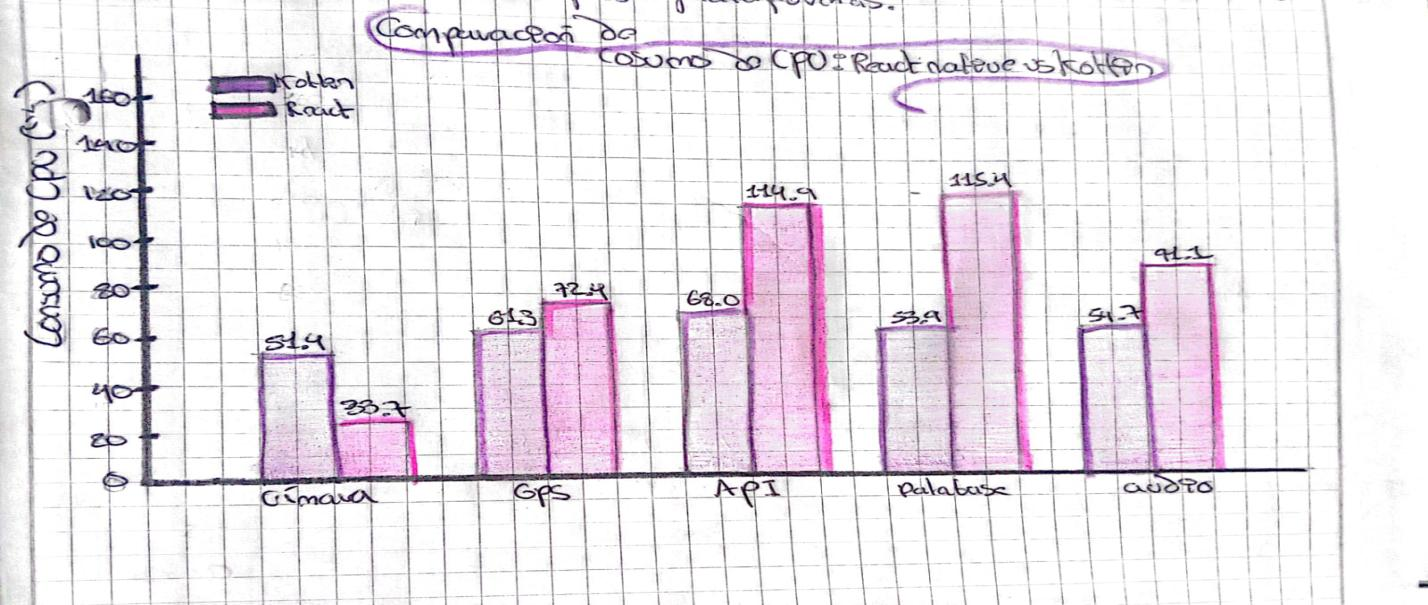 Comparación de
Cosumo de CPU: React native vs Kotlin
Consumo de CPU (%)
Kotlin
React
160
140
120
100
80
60
40
20
0
51.4
33.7
61.3
72.4
68.0
114.9
53.9
115.4
54.7
91.1
Cámara
GPS
API
Database
audio